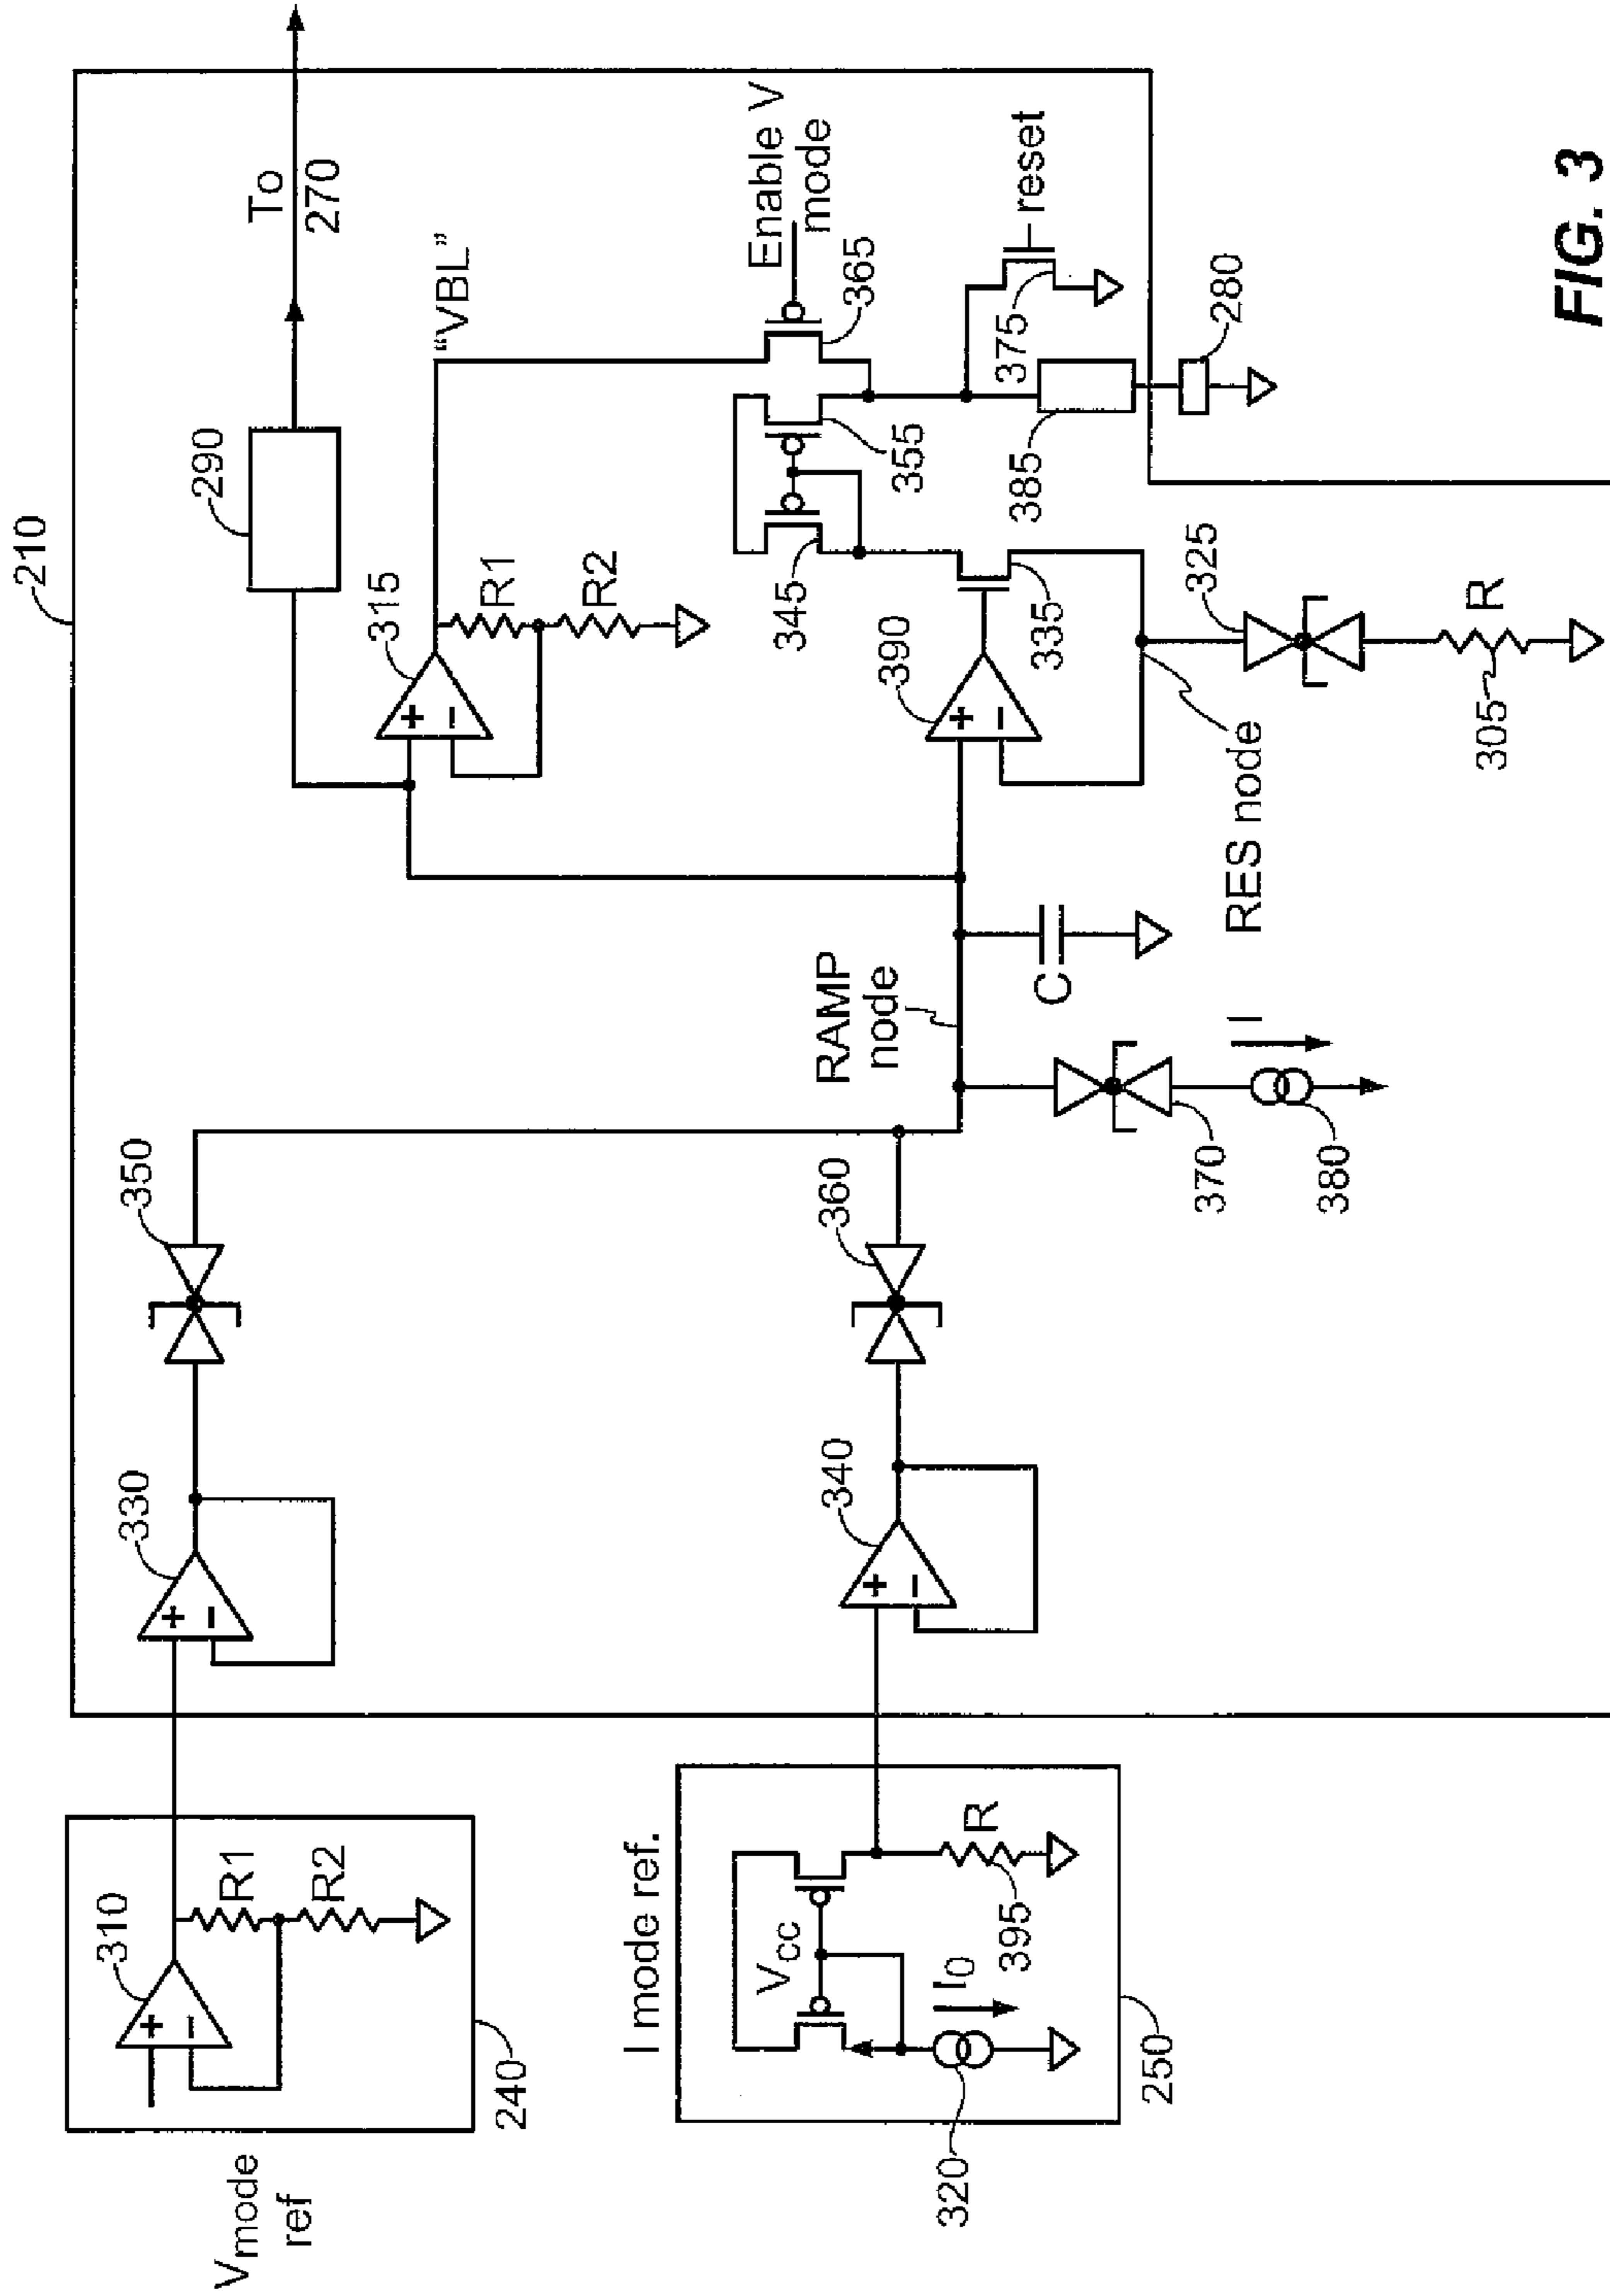 210
To
270
290
"VBL"
350
330
315
R1
R2
Enable V
mode
365
310
R1
R2
240
Vmode
ref
I mode ref.
345
355
reset
375
RAMP
node
390
335
385
280
360
340
C
RES node
325
I
370
380
305
R
VCC
R
395
I0
320
250
FIG. 3
+
−
+
−
+
−
+
−
+
−